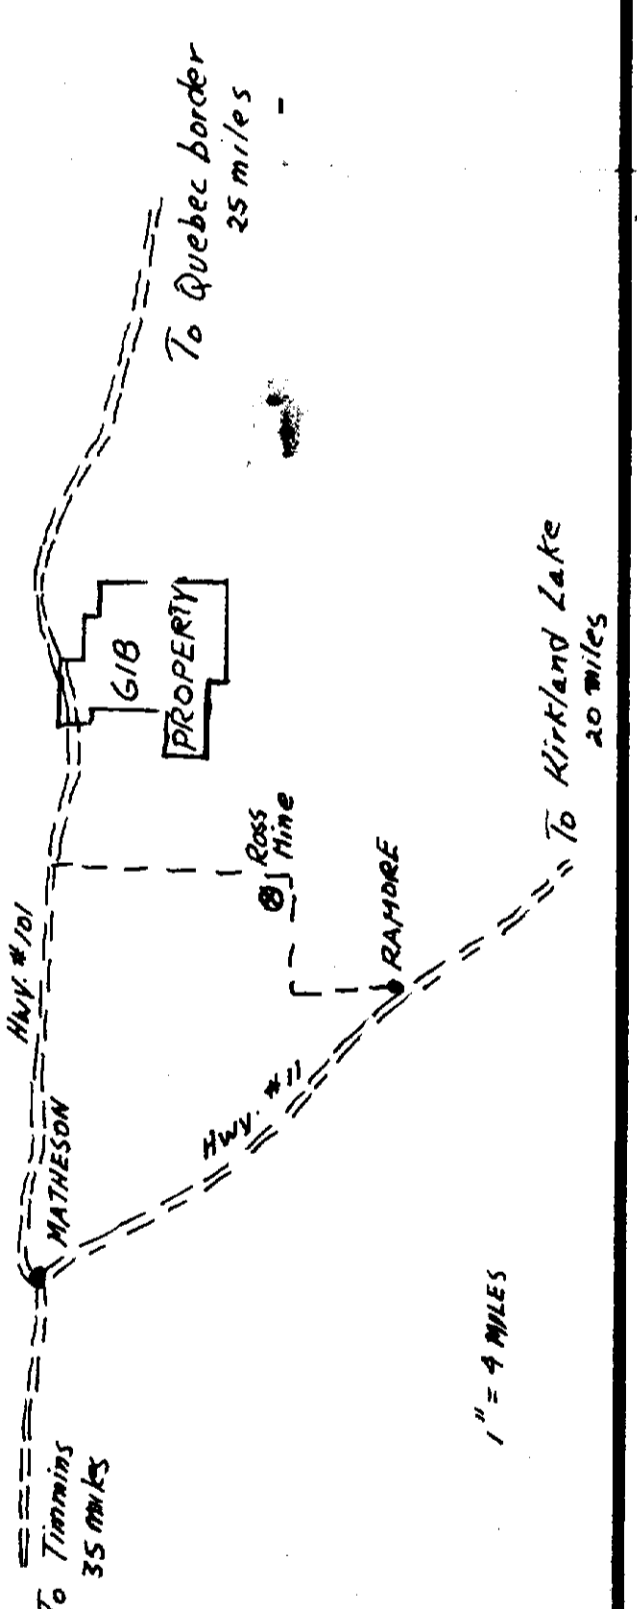 To Quebec border
25 miles
GIB
PROPERTY
Hwy. #101
Ross
Mine
RAMORE
To Kirkland Lake
20 miles
MATHESON
Hwy. #11
To Timmins
35 miles
1" = 4 MILES